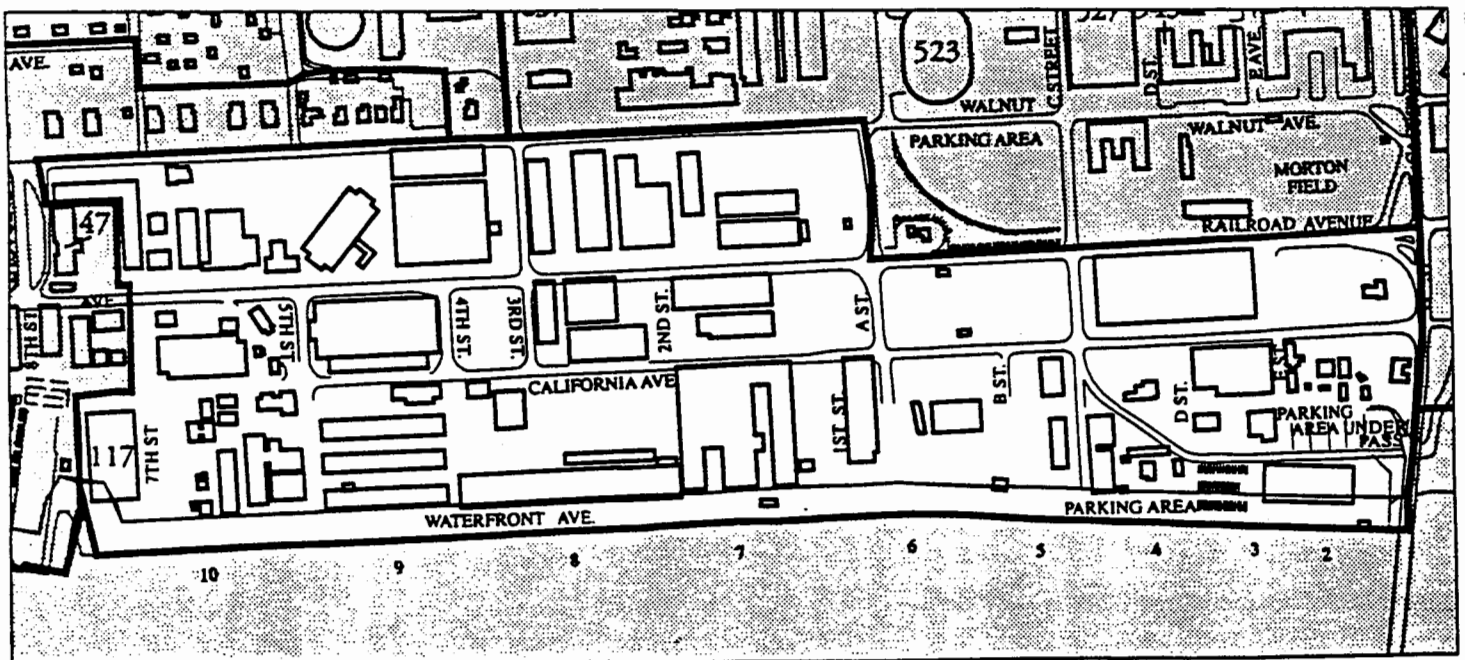 AVE.
523
C STREET
527
D ST.
E AVE.
WALNUT
WALNUT AVE.
PARKING AREA
MORTON
FIELD
RAILROAD AVENUE
47
AVE
5TH ST.
4TH ST.
3RD ST.
2ND ST.
A ST.
8TH ST
CALIFORNIA AVE
1ST ST.
B ST.
D ST.
E ST.
PARKING
AREA UNDER
PASS
117
7TH ST
WATERFRONT AVE.
PARKING AREA
10
9
8
7
6
5
4
3
2